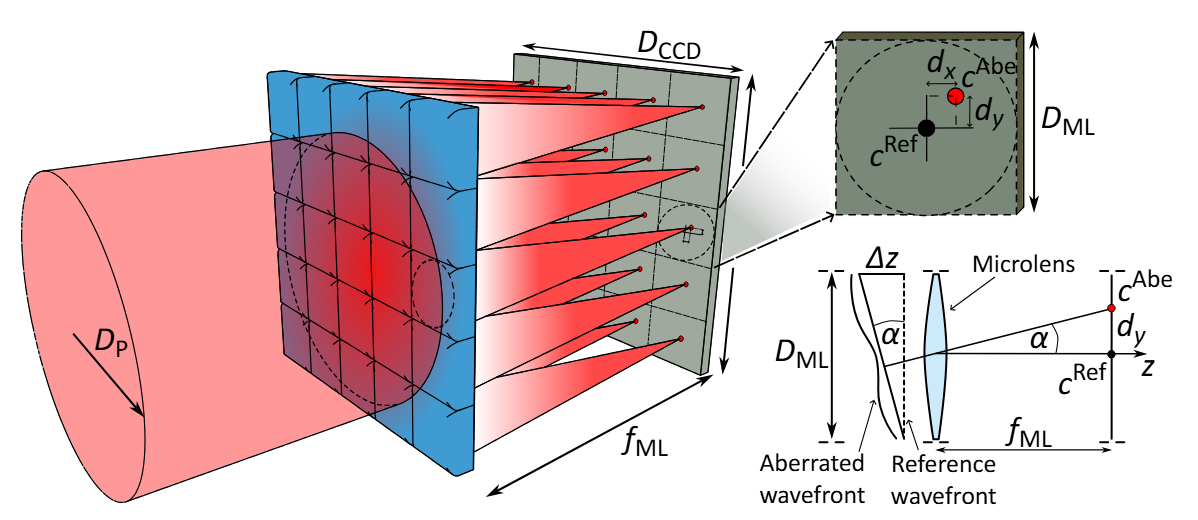 D_CCD
d_x
c^Abe
d_y
D_ML
c^Ref
D_P
f_ML
Δz
Microlens
c^Abe
α
α
d_y
D_ML
c^Ref
z
f_ML
Aberrated
wavefront
Reference
wavefront